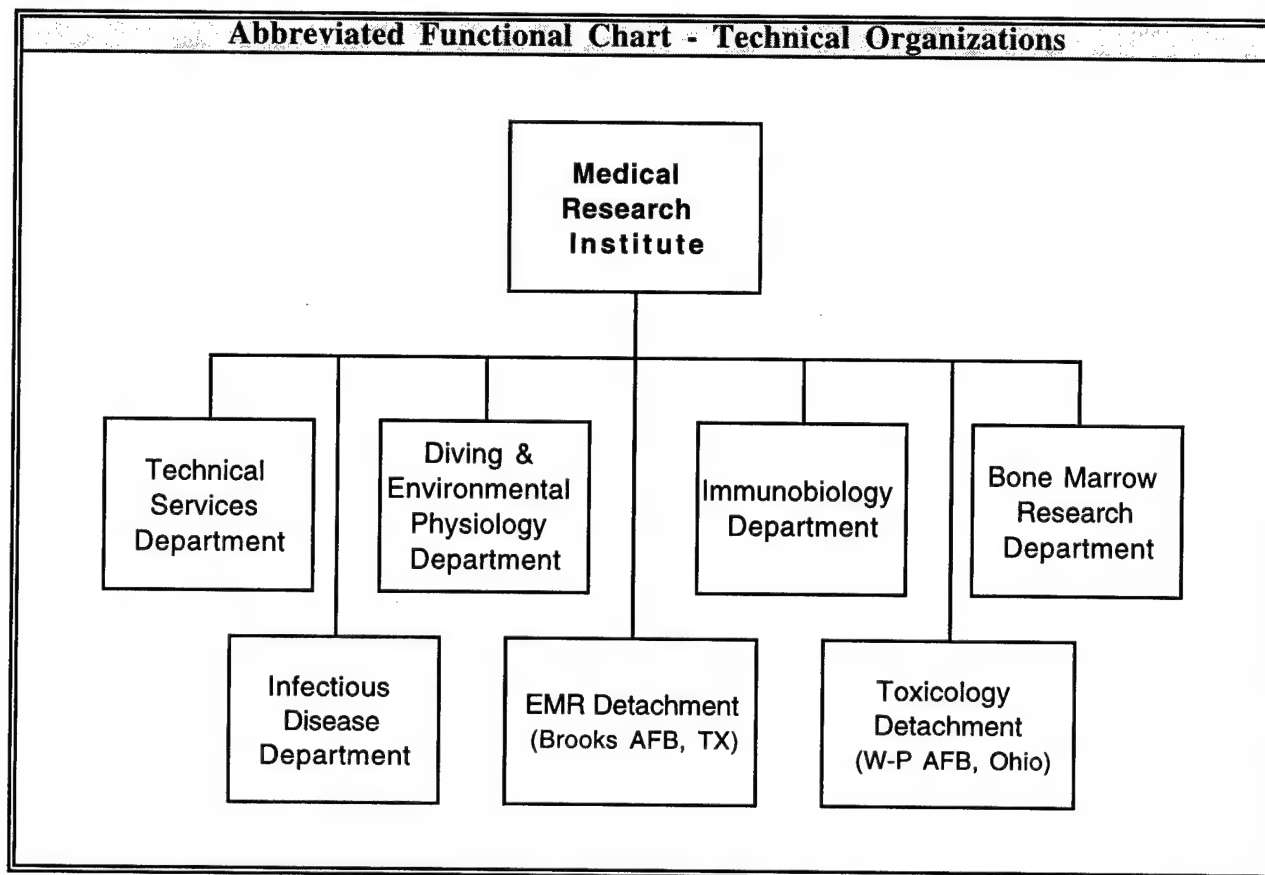 Abbreviated Functional Chart - Technical Organizations
Medical
Research
Institute
Technical
Services
Department
Diving &
Environmental
Physiology
Department
Immunobiology
Department
Bone Marrow
Research
Department
Infectious
Disease
Department
EMR Detachment
(Brooks AFB, TX)
Toxicology
Detachment
(W-P AFB, Ohio)